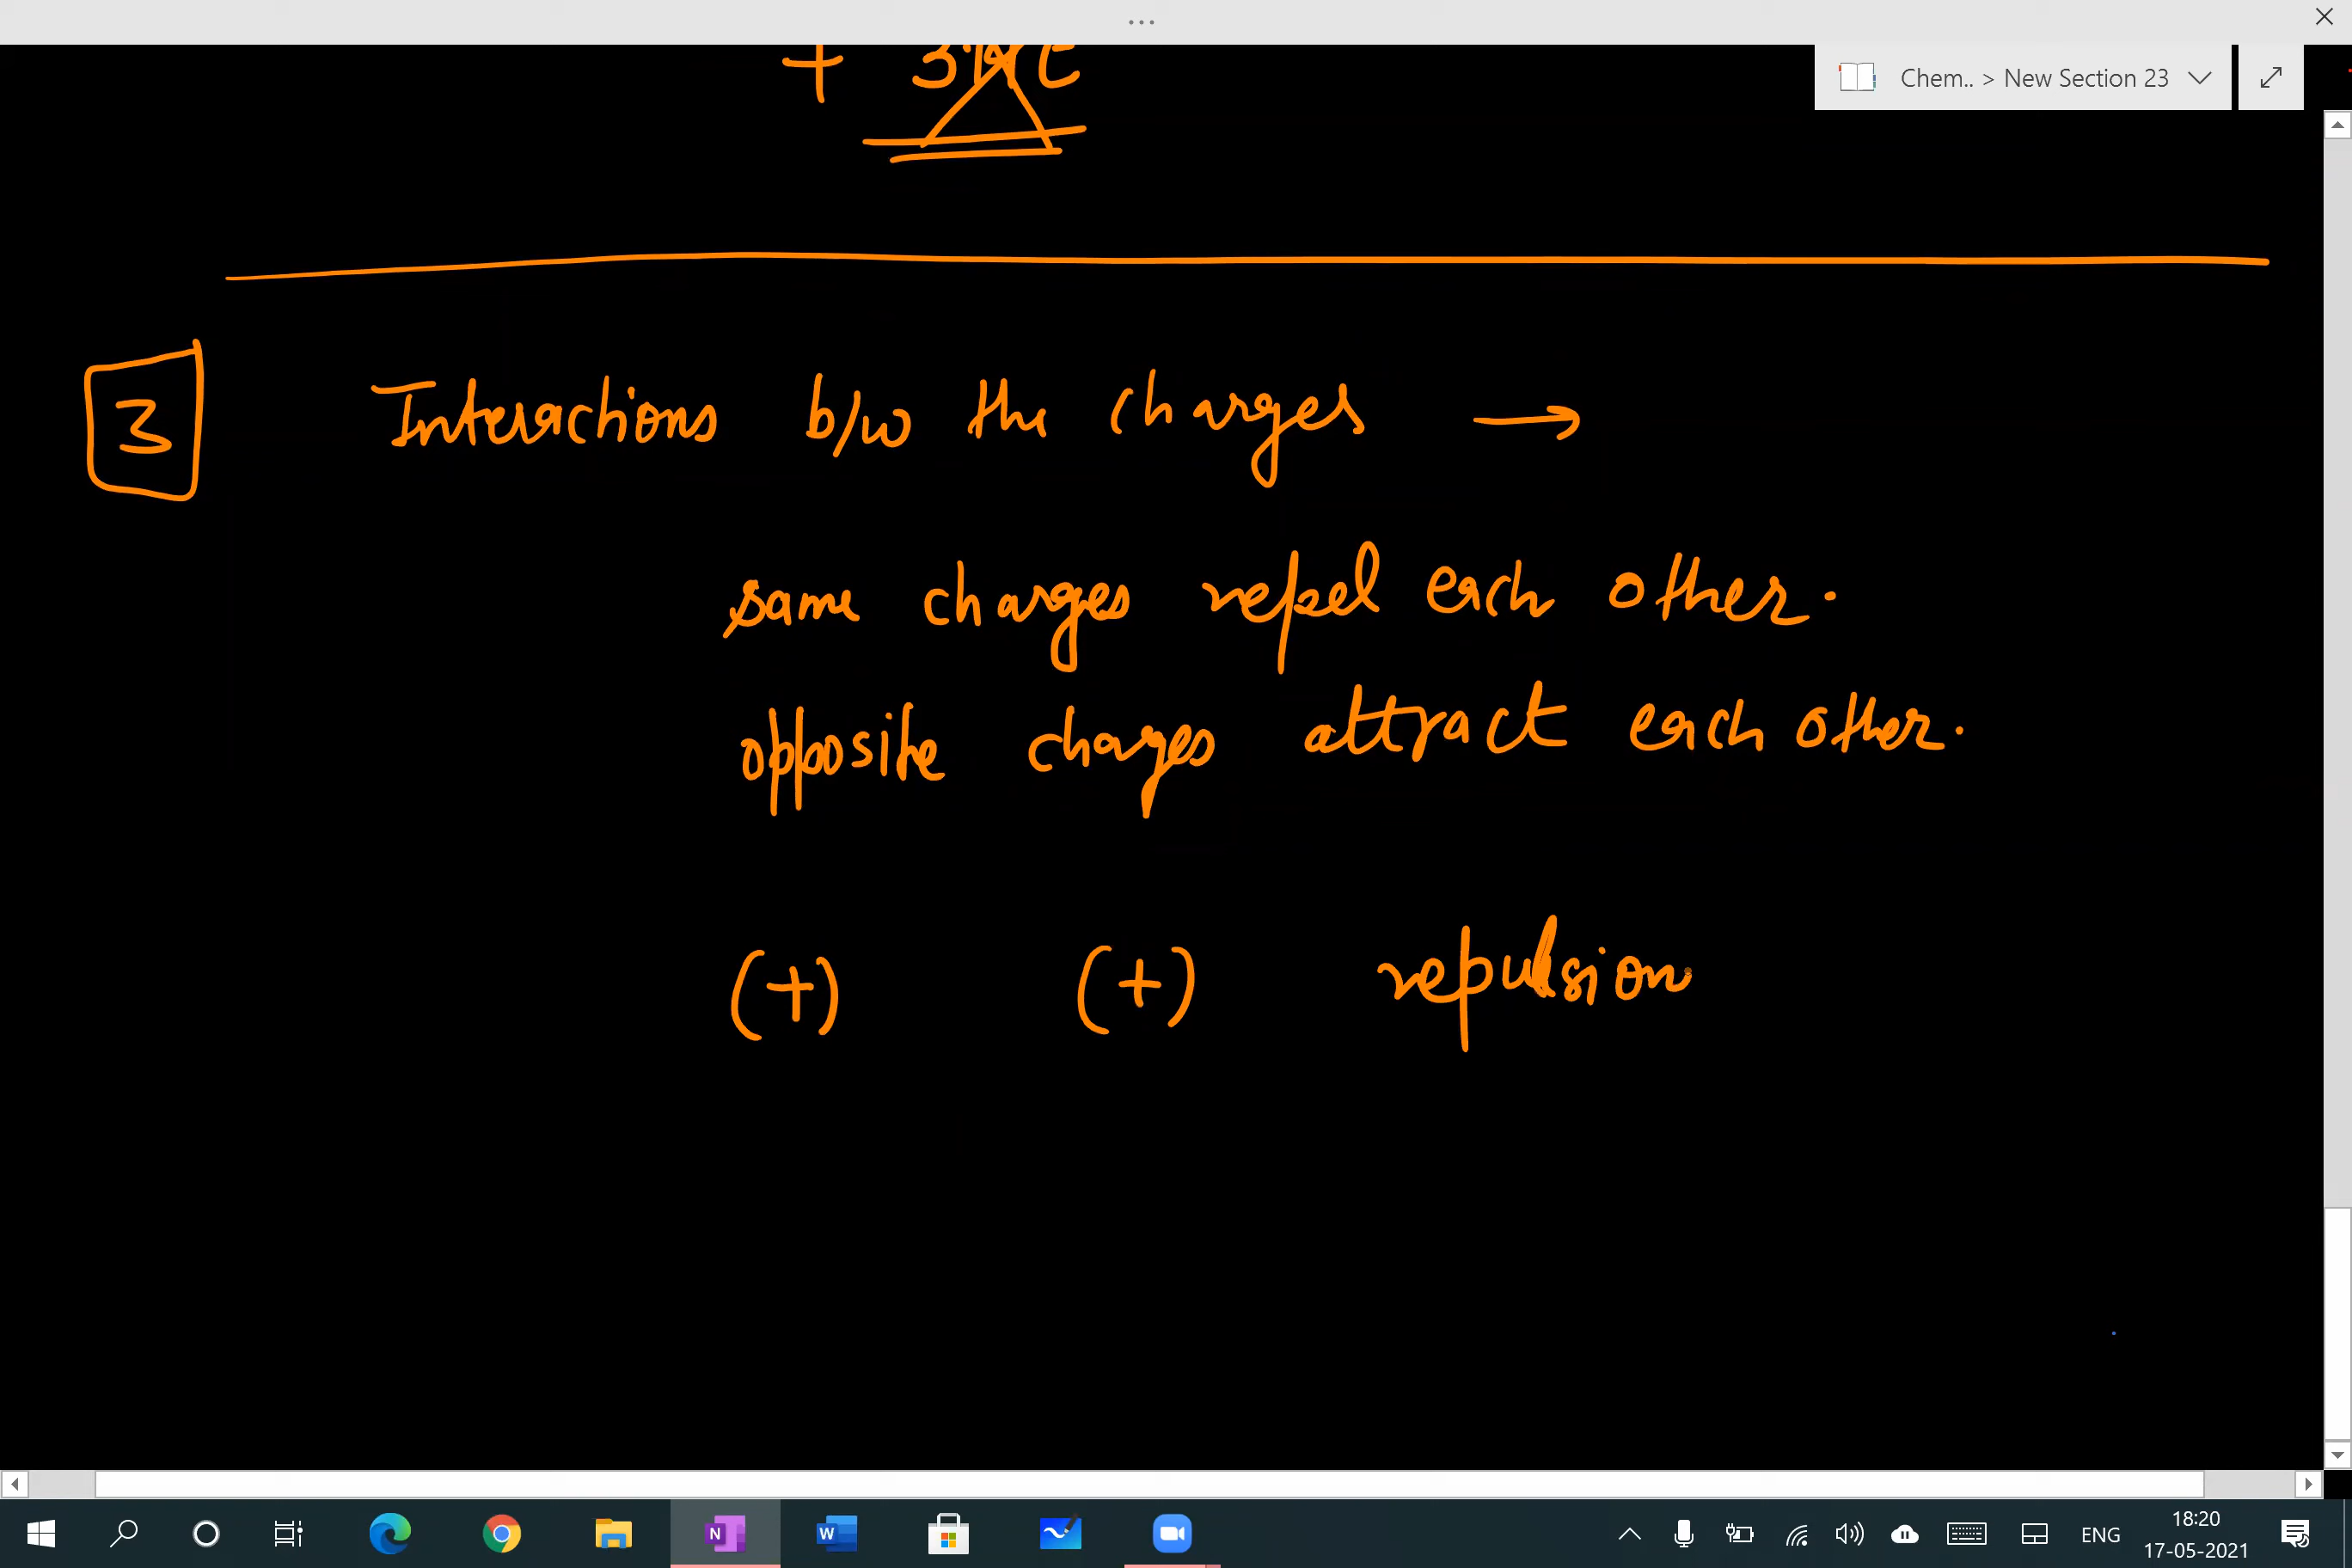 ...
Chem.. > New Section 23
+
3
Interactions b/w the charges →
same charges repel each other.
opposite charges attract each other.
(+) (+) repulsion
ENG
18:20
17-05-2021